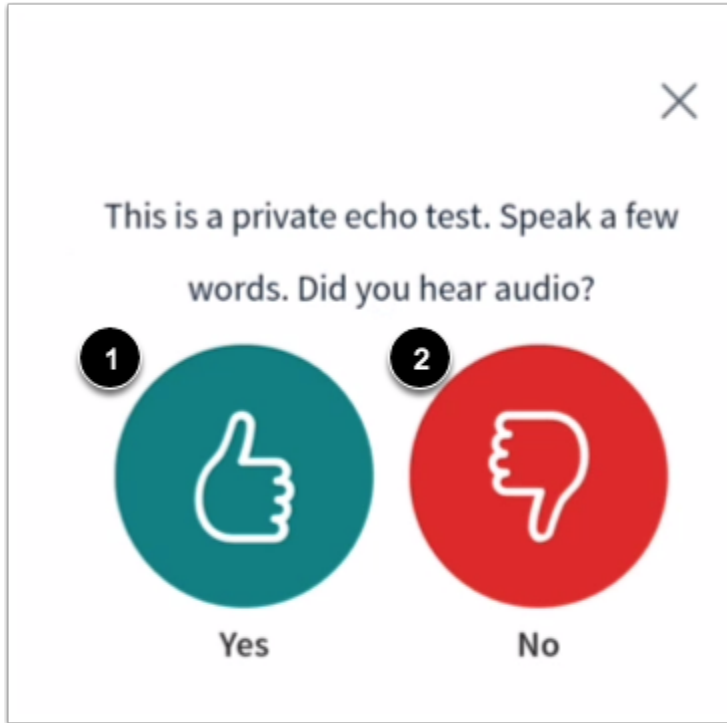 This is a private echo test. Speak a few
words. Did you hear audio?
1
2
Yes
No